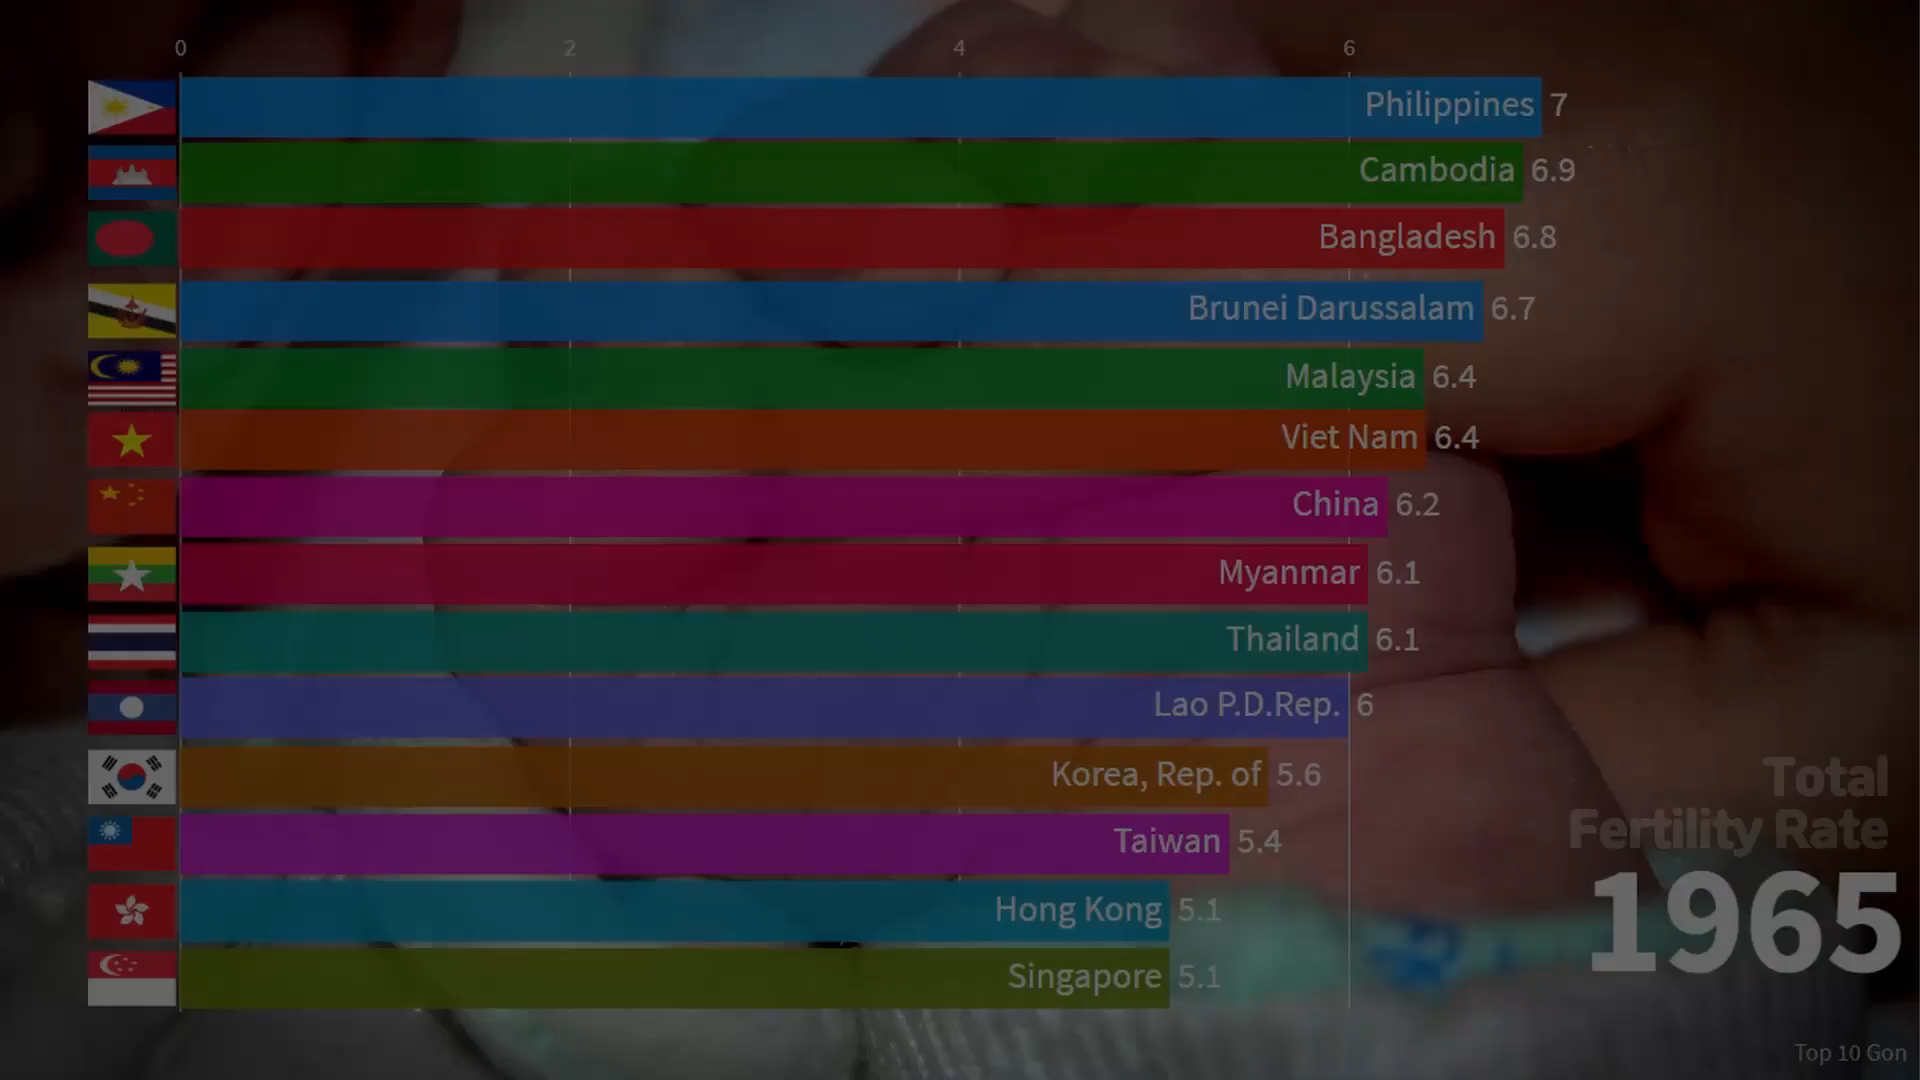 0 2 4 6
Philippines 7
Cambodia 6.9
Bangladesh 6.8
Brunei Darussalam 6.7
Malaysia 6.4
Viet Nam 6.4
China 6.2
Myanmar 6.1
Thailand 6.1
Lao P.D.Rep. 6
Korea, Rep. of 5.6
Taiwan 5.4
Hong Kong 5.1
Singapore 5.1
Total
Fertility Rate
1965
Top 10 Gon